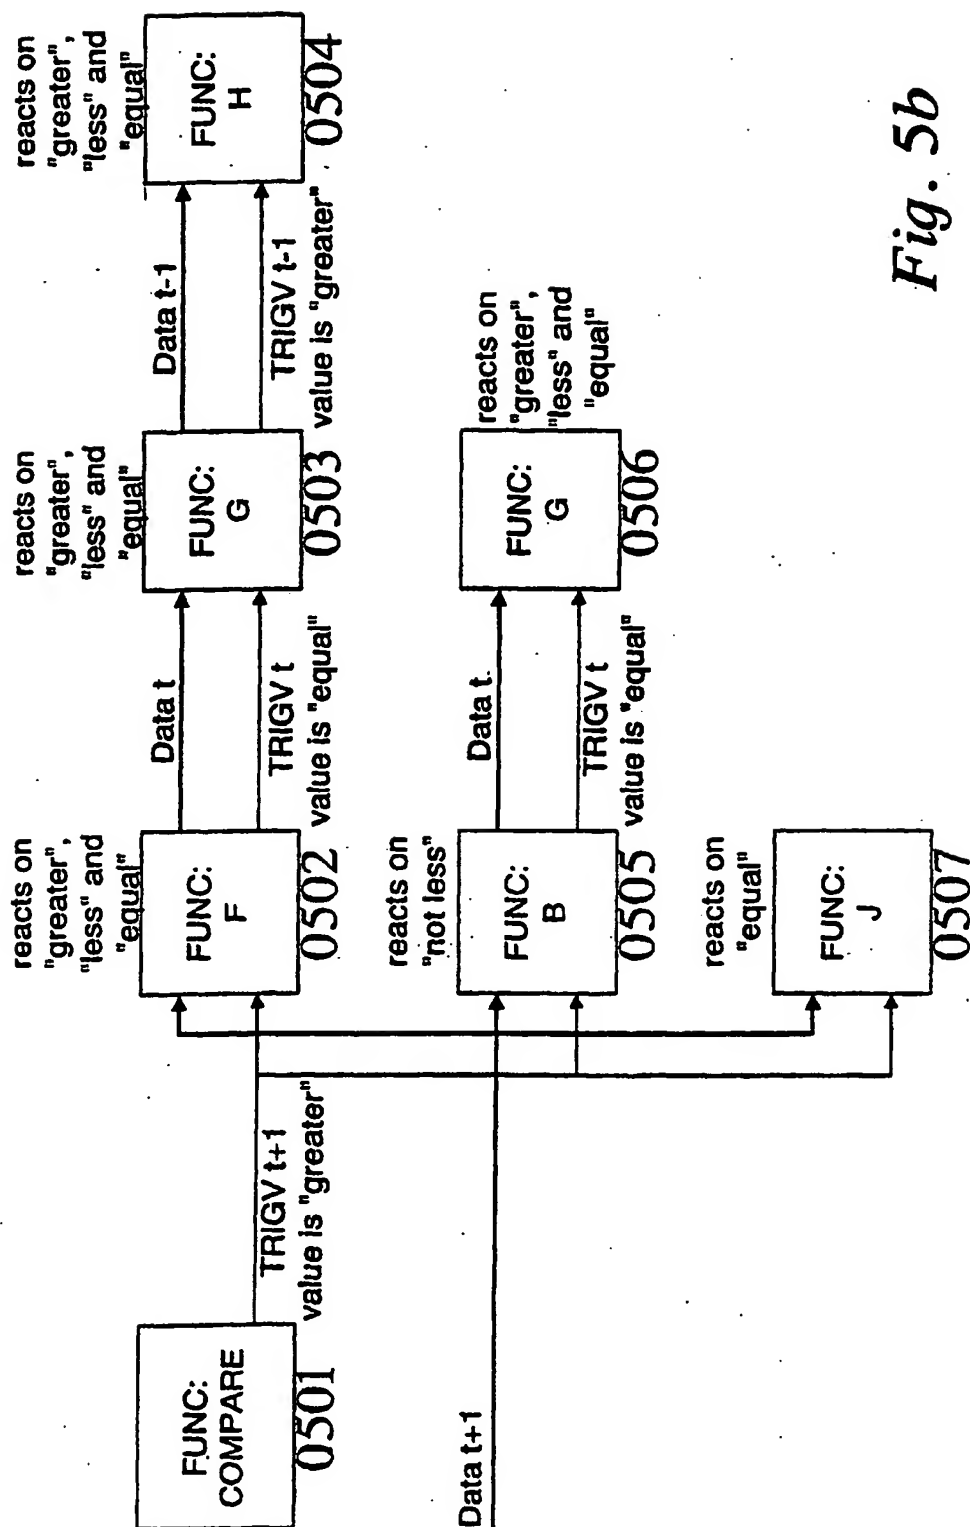 FUNC:
COMPARE
0501
TRIGV t+1
value is "greater"
Data t+1
reacts on
"greater",
"less" and
"equal"
FUNC:
F
0502
Data t
TRIGV t
value is "equal"
reacts on
"greater",
"less" and
"equal"
FUNC:
G
0503
Data t-1
TRIGV t-1
value is "greater"
reacts on
"greater",
"less" and
"equal"
FUNC:
H
0504
reacts on
"not less"
FUNC:
B
0505
Data t
TRIGV t
value is "equal"
reacts on
"greater",
"less" and
"equal"
FUNC:
G
0506
reacts on
"equal"
FUNC:
J
0507
Fig. 5b